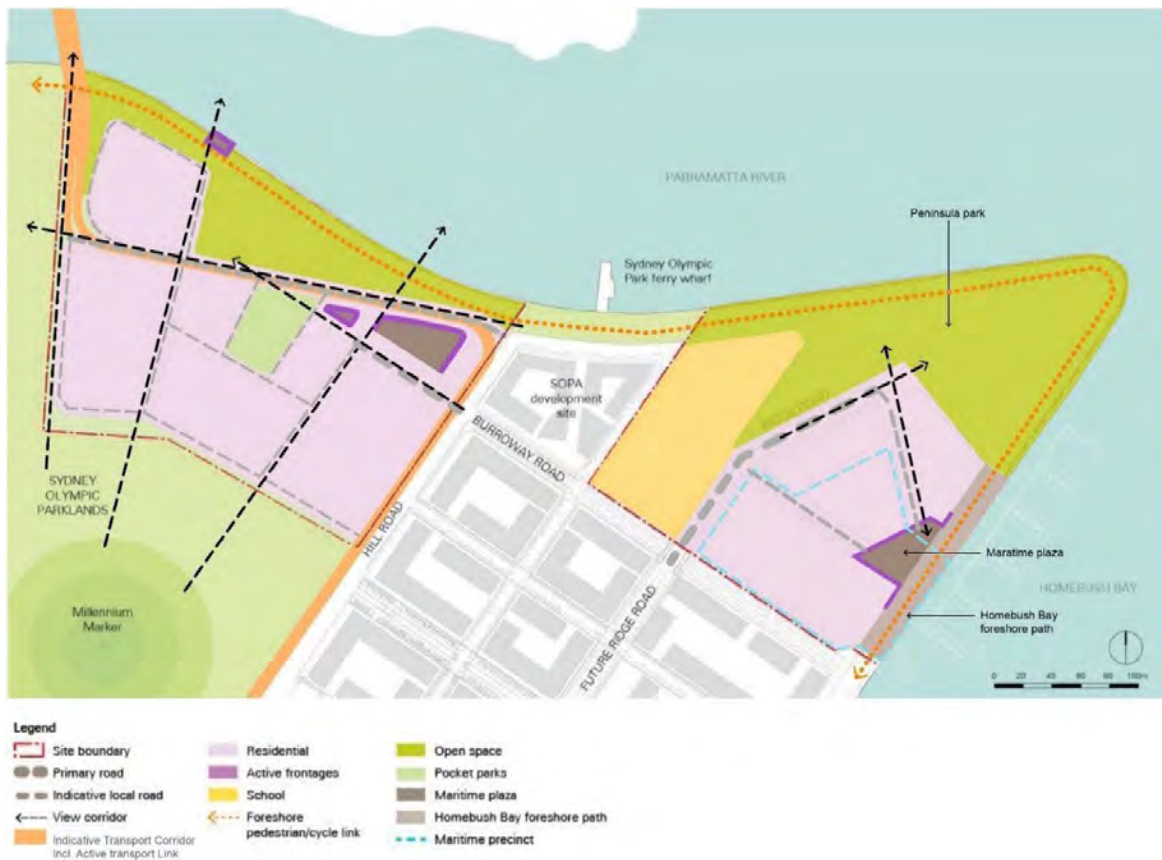 PARRAMATTA RIVER
Peninsula park
Sydney Olympic
Park ferry wharf
SOPA
development
site
BURROWAY ROAD
SYDNEY
OLYMPIC
PARKLANDS
HILL ROAD
Maratime plaza
HOMEBUSH BAY
Millennium
Marker
Homebush Bay
foreshore path
FUTURE RIDGE ROAD
0 20 40 60 80 100m
Legend
Site boundary
Primary road
Indicative local road
View corridor
Indicative Transport Corridor
Incl. Active transport Link
Residential
Active frontages
School
Foreshore
pedestrian/cycle link
Open space
Pocket parks
Maritime plaza
Homebush Bay foreshore path
Maritime precinct